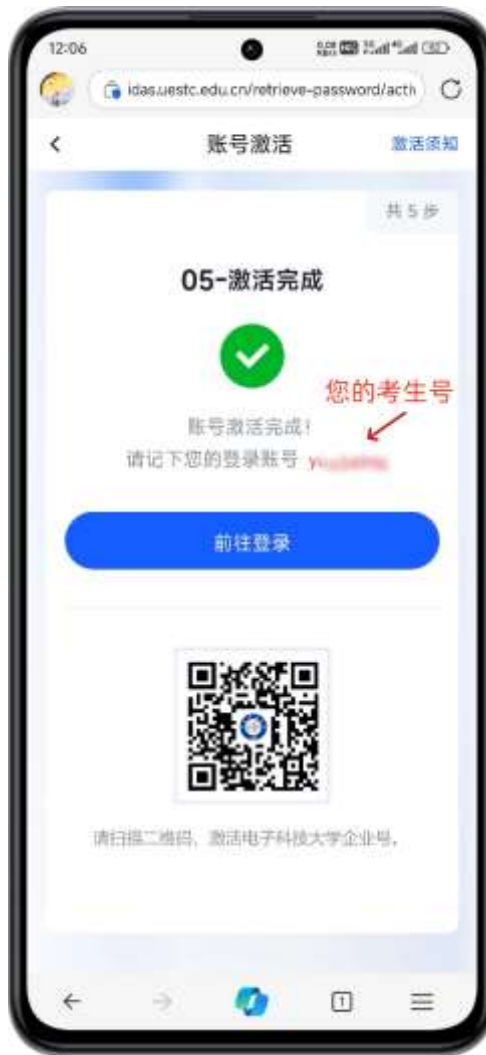 12:06
idas.uestc.edu.cn/retrieve-password/activ
账号激活
激活须知
共 5 步
05-激活完成
您的考生号
账号激活完成!
请记下您的登录账号
前往登录
请扫描二维码，激活电子科技大学企业号。
1